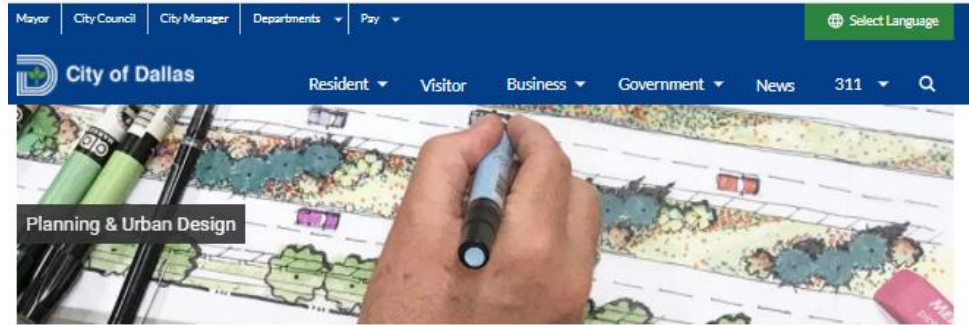 Mayor City Council City Manager Departments Pay Select Language
City of Dallas Resident Visitor Business Government News 311
Planning & Urban Design